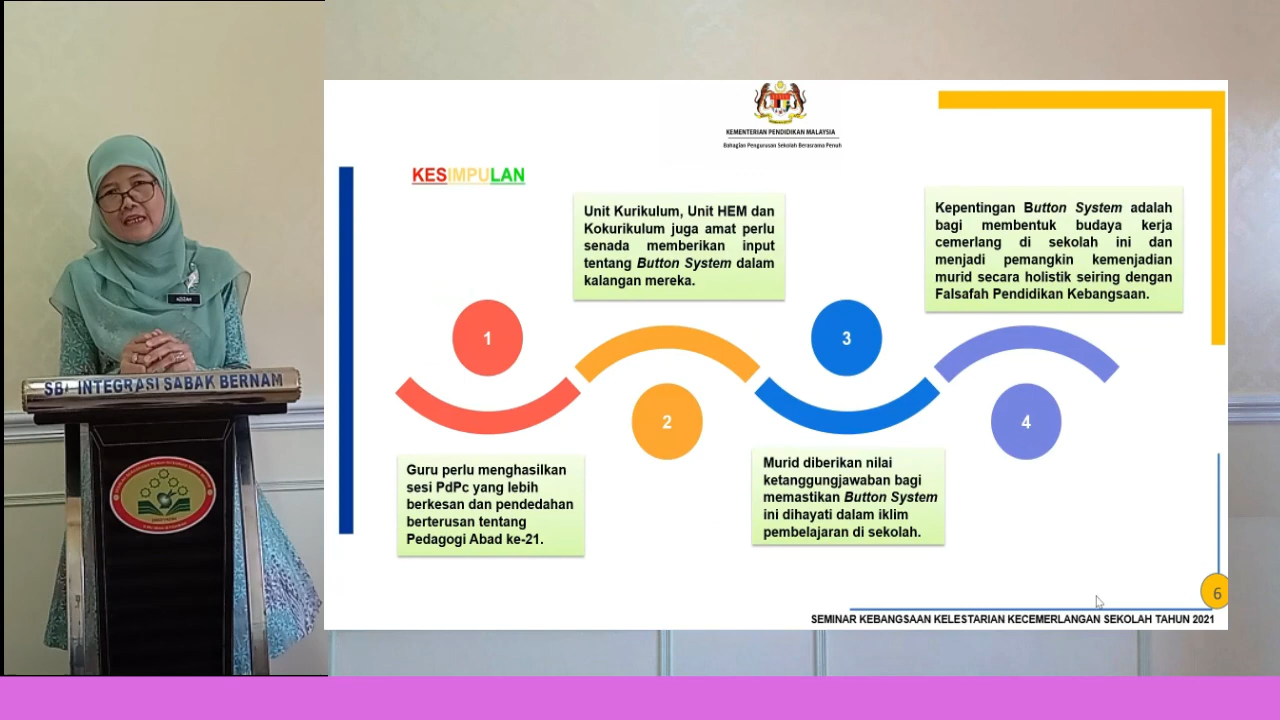 KEMENTERIAN PENDIDIKAN MALAYSIA
Bahagian Pengurusan Sekolah Berasrama Penuh
KESIMPULAN
Unit Kurikulum, Unit HEM dan
Kokurikulum juga amat perlu
senada memberikan input
tentang Button System dalam
kalangan mereka.
Kepentingan Button System adalah
bagi membentuk budaya kerja
cemerlang di sekolah ini dan
menjadi pemangkin kemenjadian
murid secara holistik seiring dengan
Falsafah Pendidikan Kebangsaan.
1
2
3
4
Guru perlu menghasilkan
sesi PdPc yang lebih
berkesan dan pendedahan
berterusan tentang
Pedagogi Abad ke-21.
Murid diberikan nilai
ketanggungjawaban bagi
memastikan Button System
ini dihayati dalam iklim
pembelajaran di sekolah.
6
SEMINAR KEBANGSAAN KELESTARIAN KECEMERLANGAN SEKOLAH TAHUN 2021
INTEGRASI SABAK BERNAM